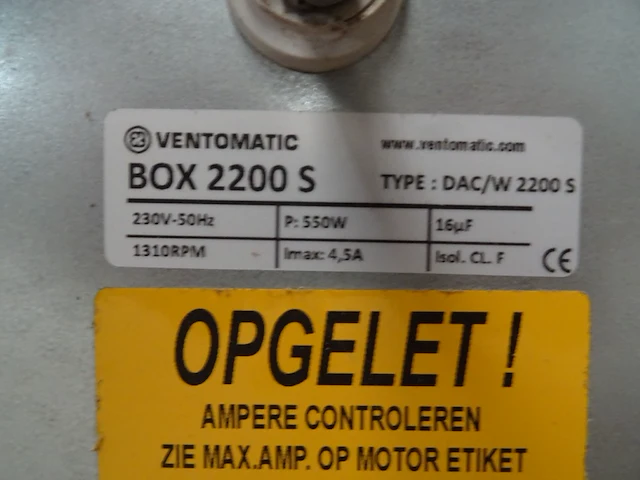 VENTOMATIC www.ventomatic.com
BOX 2200 S TYPE : DAC/W 2200 S
230V-50Hz P: 550W 16µF
1310RPM Imax: 4,5A Isol. CL. F CE
OPGELET !
AMPERE CONTROLEREN
ZIE MAX.AMP. OP MOTOR ETIKET